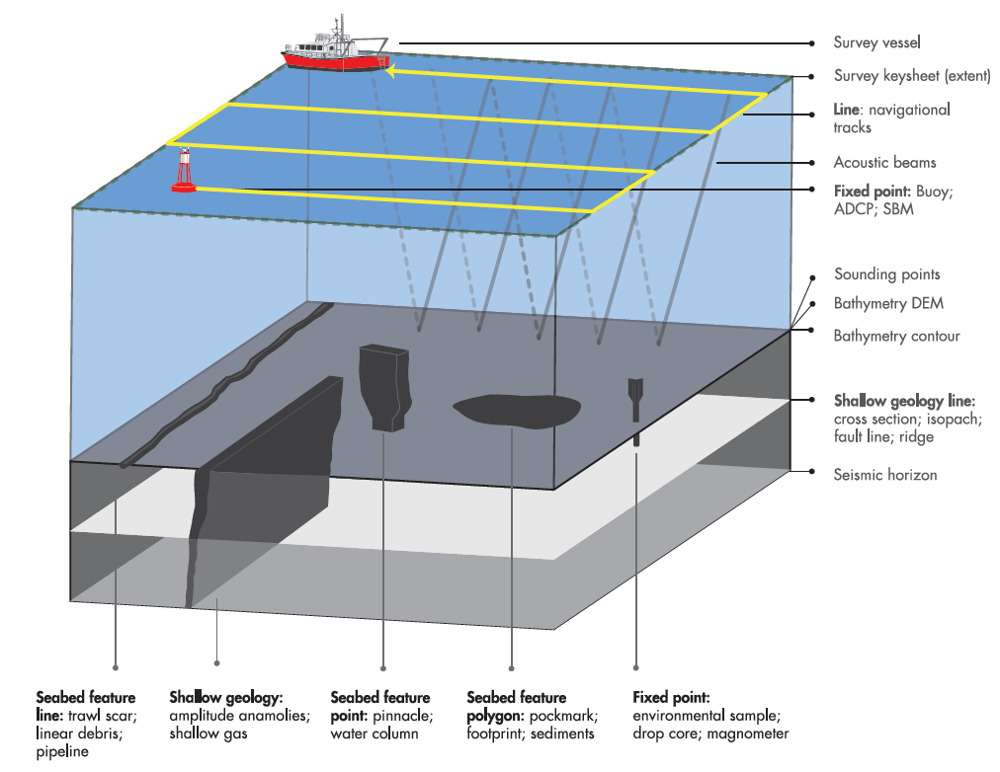 Survey vessel
Survey keysheet (extent)
Line: navigational
tracks
Acoustic beams
Fixed point: Buoy;
ADCP; SBM
Sounding points
Bathymetry DEM
Bathymetry contour
Shallow geology line:
cross section; isopach;
fault line; ridge
Seismic horizon
Seabed feature
line: trawl scar;
linear debris;
pipeline
Shallow geology:
amplitude anamolies;
shallow gas
Seabed feature
point: pinnacle;
water column
Seabed feature
polygon: pockmark;
footprint; sediments
Fixed point:
environmental sample;
drop core; magnometer